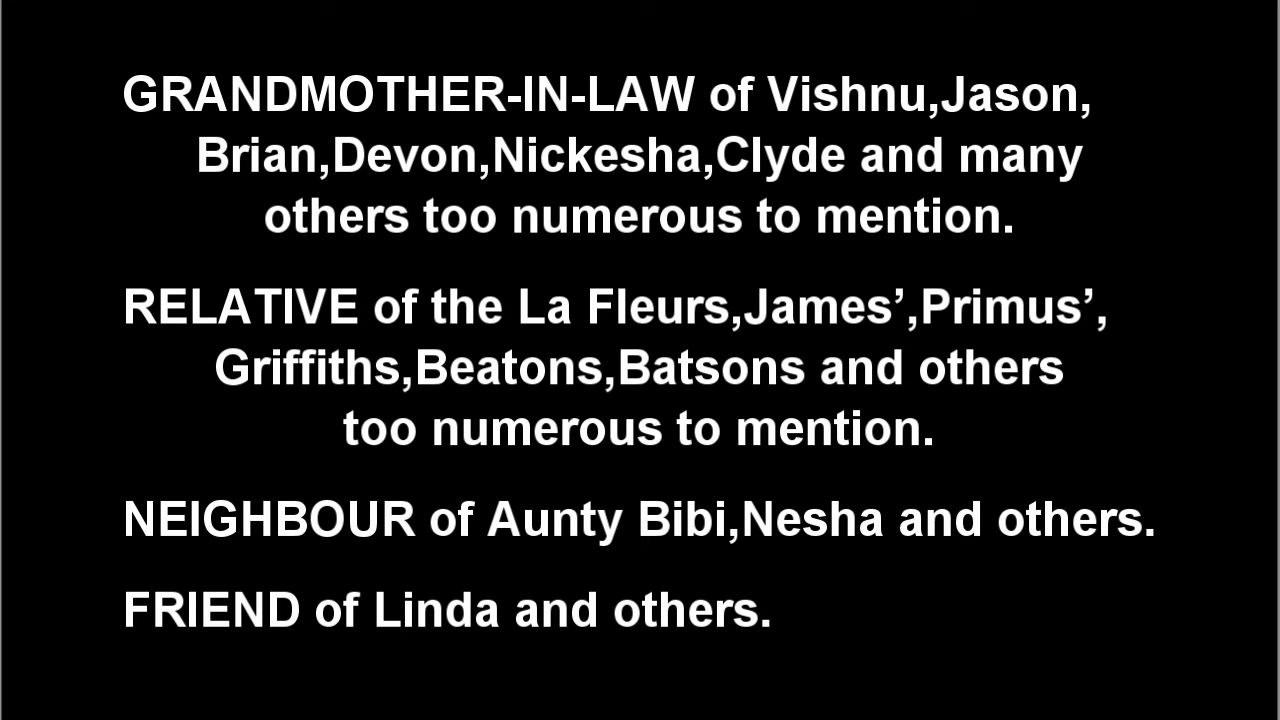 GRANDMOTHER-IN-LAW of Vishnu,Jason,
Brian,Devon,Nickesha,Clyde and many
others too numerous to mention.
RELATIVE of the La Fleurs,James’,Primus’,
Griffiths,Beatons,Batsons and others
too numerous to mention.
NEIGHBOUR of Aunty Bibi,Nesha and others.
FRIEND of Linda and others.